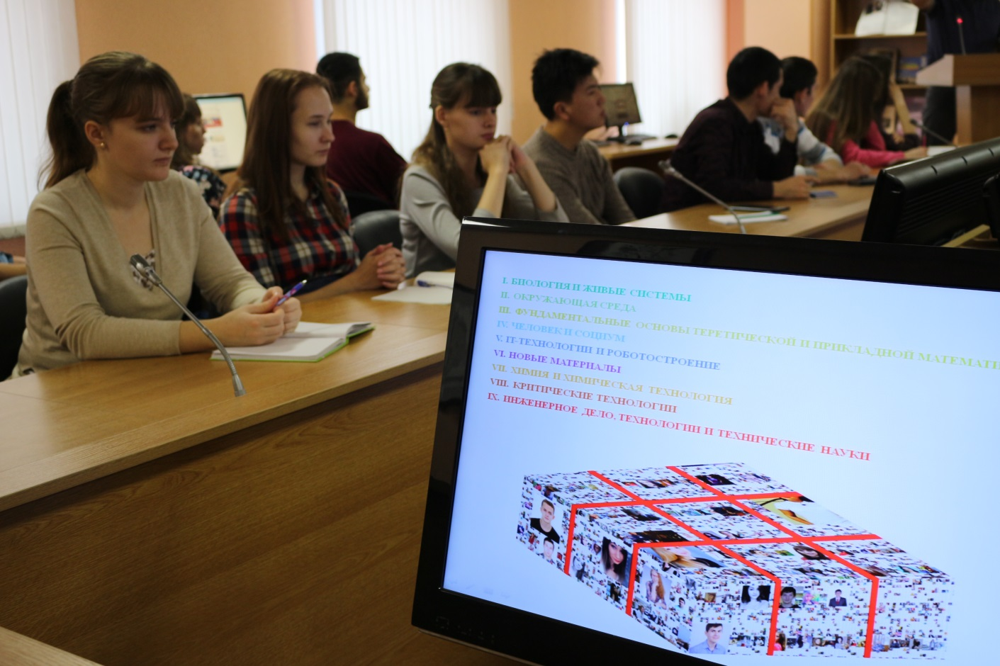 I. БИОЛОГИЯ И ЖИВЫЕ СИСТЕМЫ
II. ОКРУЖАЮЩАЯ СРЕДА
III. ФУНДАМЕНТАЛЬНЫЕ ОСНОВЫ ТЕРЕТИЧЕСКОЙ И ПРИКЛАДНОЙ МАТЕМАТИ
IV. ЧЕЛОВЕК И СОЦИУМ
V. IT-ТЕХНОЛОГИИ И РОБОТОСТРОЕНИЕ
VI. НОВЫЕ МАТЕРИАЛЫ
VII. ХИМИЯ И ХИМИЧЕСКАЯ ТЕХНОЛОГИЯ
VIII. КРИТИЧЕСКИЕ ТЕХНОЛОГИИ
IX. ИНЖЕНЕРНОЕ ДЕЛО, ТЕХНОЛОГИИ И ТЕХНИЧЕСКИЕ НАУКИ